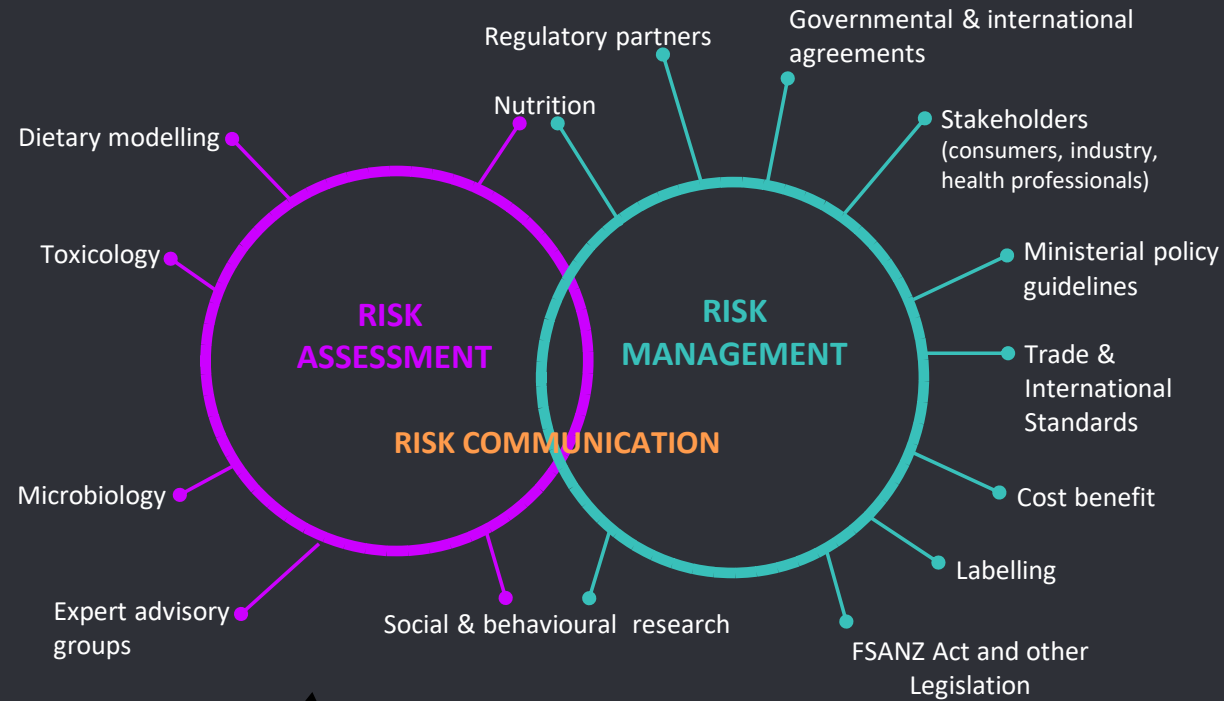 Governmental & international
agreements
Regulatory partners
Nutrition
Stakeholders
(consumers, industry,
health professionals)
Dietary modelling
Toxicology
Ministerial policy
guidelines
RISK
ASSESSMENT
RISK
MANAGEMENT
Trade &
International
Standards
RISK COMMUNICATION
Microbiology
Cost benefit
Labelling
Expert advisory
groups
Social & behavioural  research
FSANZ Act and other
Legislation